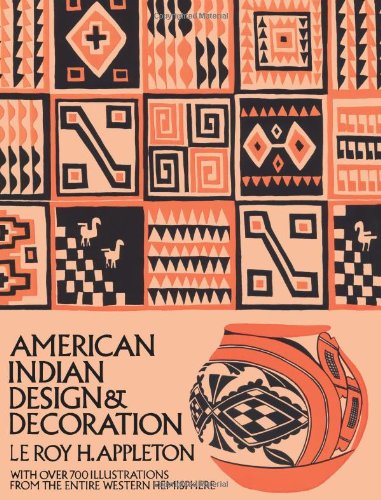 AMERICAN
INDIAN
DESIGN &
DECORATION
LE ROY H. APPLETON
WITH OVER 700 ILLUSTRATIONS
FROM THE ENTIRE WESTERN HEMISPHERE